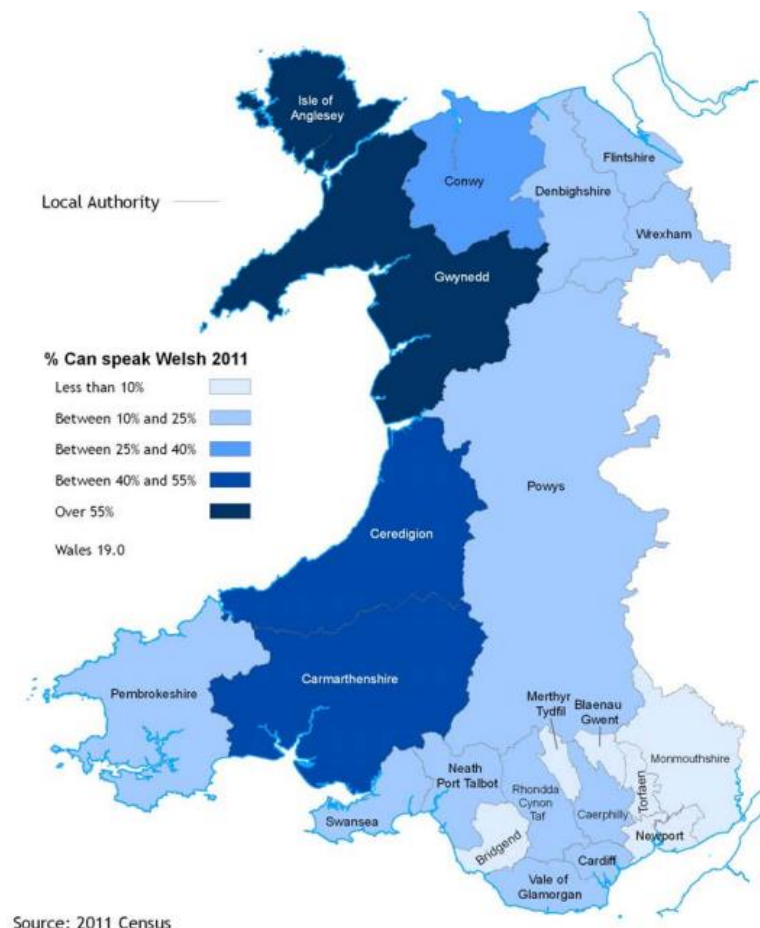 Isle of
Anglesey
Flintshire
Conwy
Denbighshire
Local Authority
Wrexham
Gwynedd
% Can speak Welsh 2011
Less than 10%
Between 10% and 25%
Between 25% and 40%
Between 40% and 55%
Over 55%
Wales 19.0
Powys
Ceredigion
Carmarthenshire
Pembrokeshire
Merthyr
Tydfil
Blaenau
Gwent
Monmouthshire
Neath
Port Talbot
Rhondda
Cynon
Taf
Torfaen
Caerphilly
Swansea
Newport
Bridgend
Cardiff
Vale of
Glamorgan
Source: 2011 Census